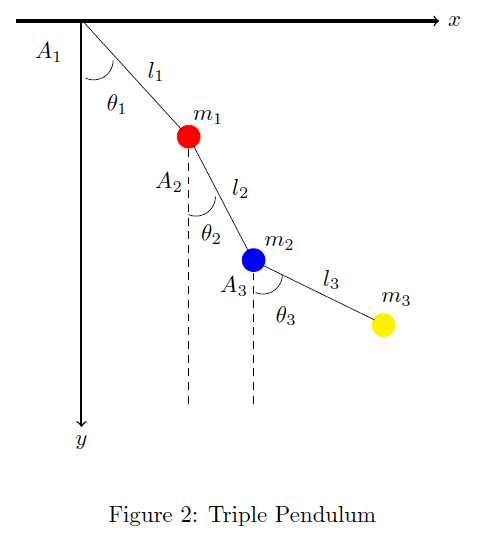 x
A₁
l₁
θ₁
m₁
A₂
l₂
θ₂
m₂
A₃
l₃
m₃
θ₃
y
Figure 2: Triple Pendulum